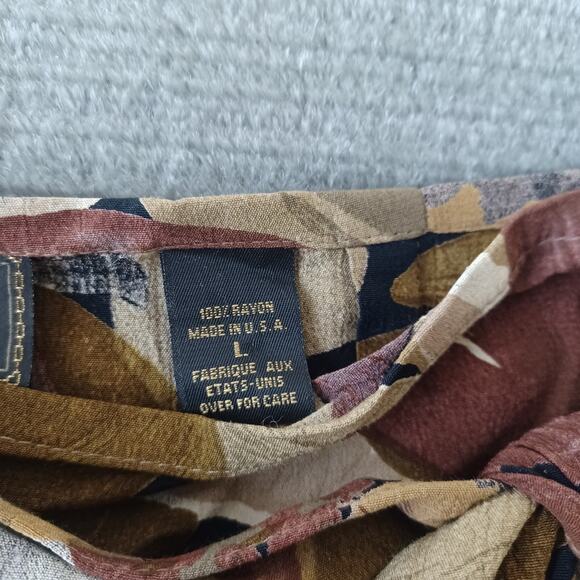 100% RAYON
MADE IN U.S.A.
L
FABRIQUE AUX
ETATS-UNIS
OVER FOR CARE